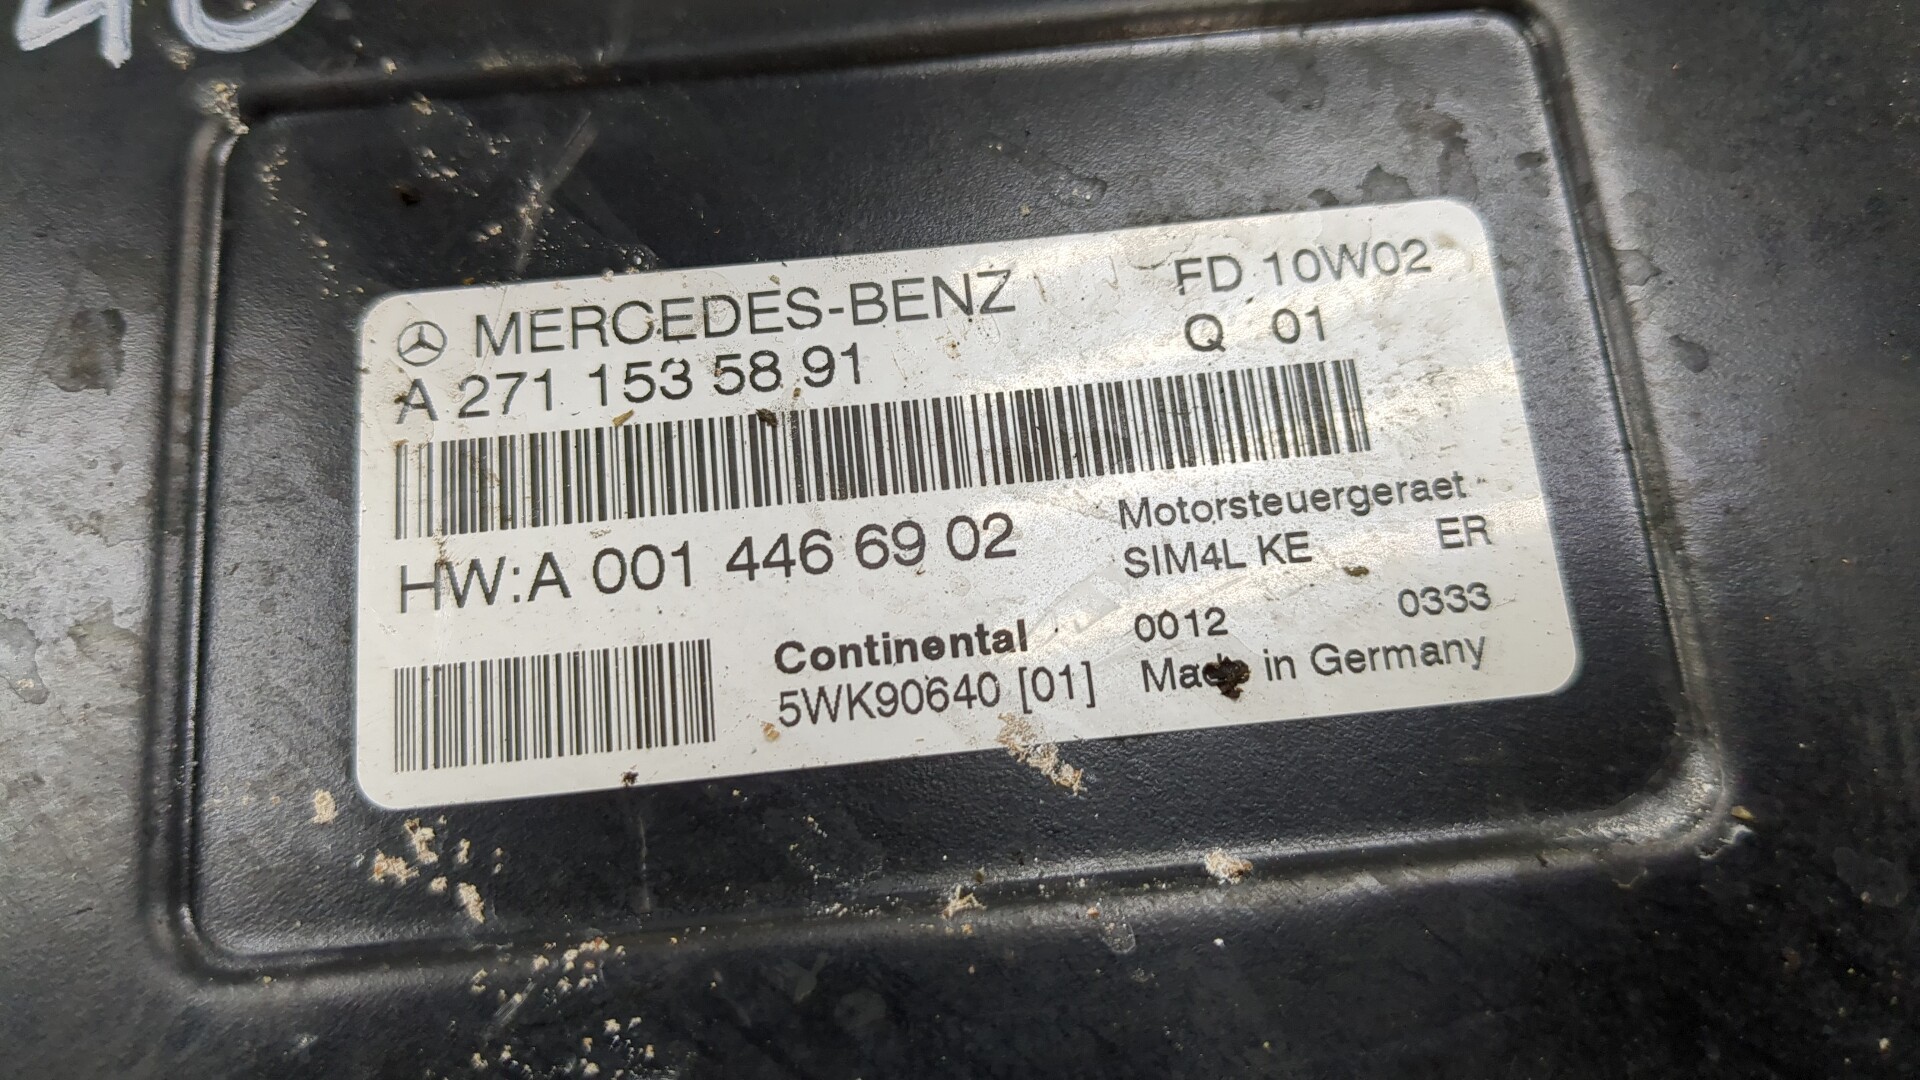 MERCEDES-BENZ FD 10W02
A 271 153 58 91 Q 01
HW:A 001 446 69 02
Motorsteuergeraet
SIM4L KE ER
Continental 0012 0333
5WK90640 [01] Made in Germany